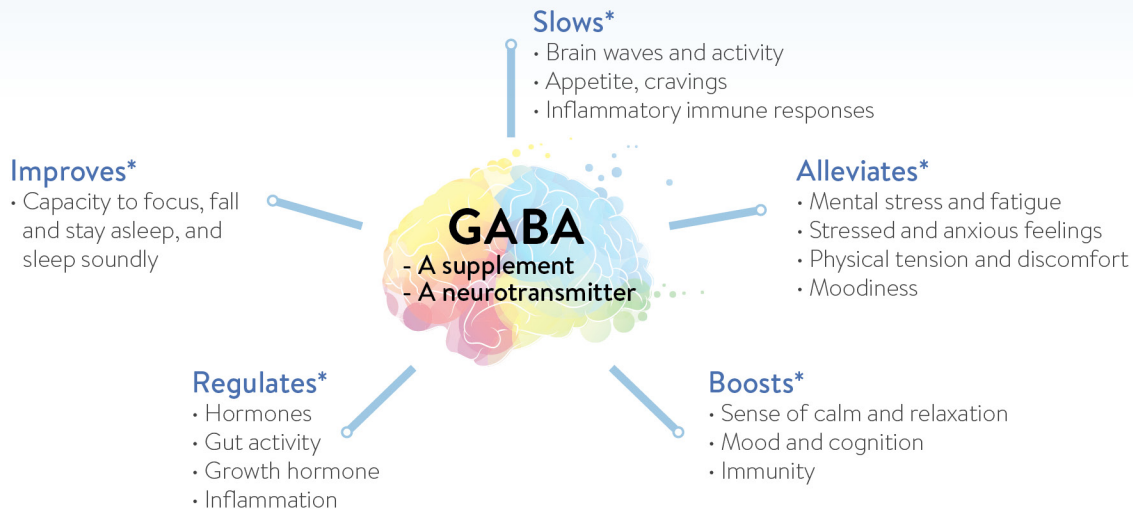 Slows*
· Brain waves and activity
· Appetite, cravings
· Inflammatory immune responses
Improves*
· Capacity to focus, fall
and stay asleep, and
sleep soundly
GABA
- A supplement
- A neurotransmitter
Alleviates*
· Mental stress and fatigue
· Stressed and anxious feelings
· Physical tension and discomfort
· Moodiness
Regulates*
· Hormones
· Gut activity
· Growth hormone
· Inflammation
Boosts*
· Sense of calm and relaxation
· Mood and cognition
· Immunity